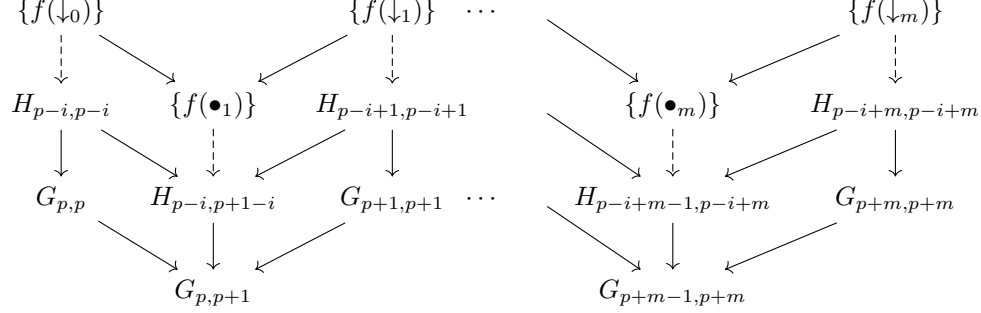 {f(↓₀)} {f(↓₁)} ⋯ {f(↓ₘ)}
H_{p−i,p−i} {f(•₁)} H_{p−i+1,p−i+1} {f(•ₘ)} H_{p−i+m,p−i+m}
G_{p,p} H_{p−i,p+1−i} G_{p+1,p+1} ⋯ H_{p−i+m−1,p−i+m} G_{p+m,p+m}
G_{p,p+1} G_{p+m−1,p+m}